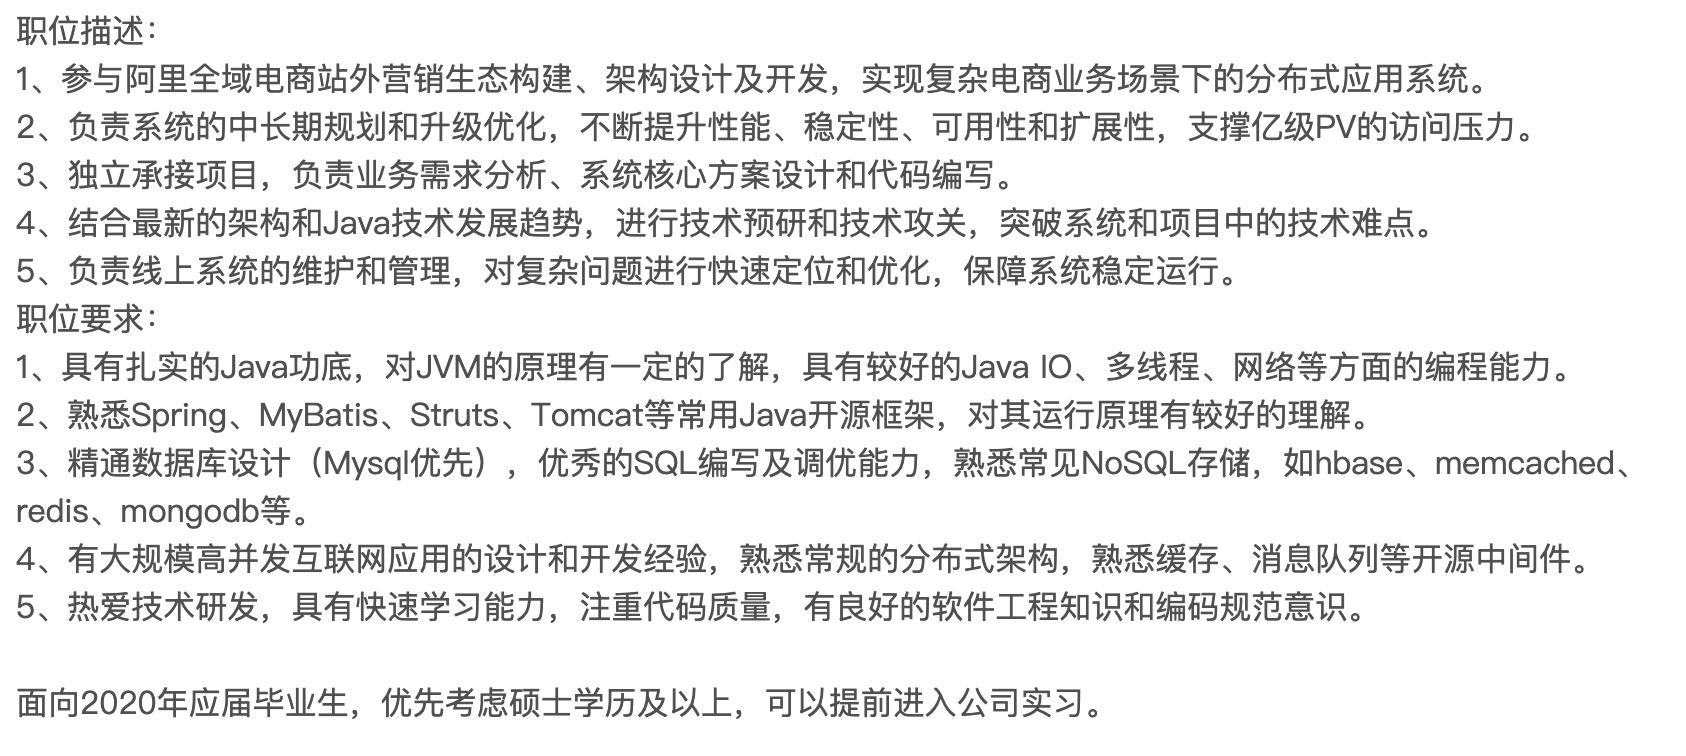 职位描述：
1、参与阿里全域电商站外营销生态构建、架构设计及开发，实现复杂电商业务场景下的分布式应用系统。
2、负责系统的中长期规划和升级优化，不断提升性能、稳定性、可用性和扩展性，支撑亿级PV的访问压力。
3、独立承接项目，负责业务需求分析、系统核心方案设计和代码编写。
4、结合最新的架构和Java技术发展趋势，进行技术预研和技术攻关，突破系统和项目中的技术难点。
5、负责线上系统的维护和管理，对复杂问题进行快速定位和优化，保障系统稳定运行。
职位要求：
1、具有扎实的Java功底，对JVM的原理有一定的了解，具有较好的Java IO、多线程、网络等方面的编程能力。
2、熟悉Spring、MyBatis、Struts、Tomcat等常用Java开源框架，对其运行原理有较好的理解。
3、精通数据库设计（Mysql优先），优秀的SQL编写及调优能力，熟悉常见NoSQL存储，如hbase、memcached、
redis、mongodb等。
4、有大规模高并发互联网应用的设计和开发经验，熟悉常规的分布式架构，熟悉缓存、消息队列等开源中间件。
5、热爱技术研发，具有快速学习能力，注重代码质量，有良好的软件工程知识和编码规范意识。
面向2020年应届毕业生，优先考虑硕士学历及以上，可以提前进入公司实习。